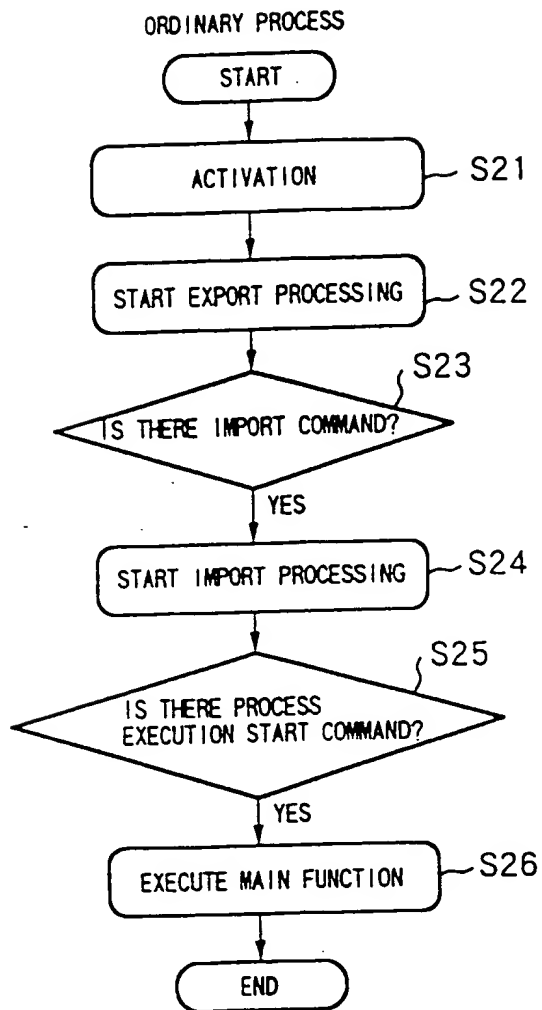 ORDINARY PROCESS
START
ACTIVATION
S21
START EXPORT PROCESSING
S22
S23
IS THERE IMPORT COMMAND?
YES
START IMPORT PROCESSING
S24
S25
IS THERE PROCESS
EXECUTION START COMMAND?
YES
EXECUTE MAIN FUNCTION
S26
END